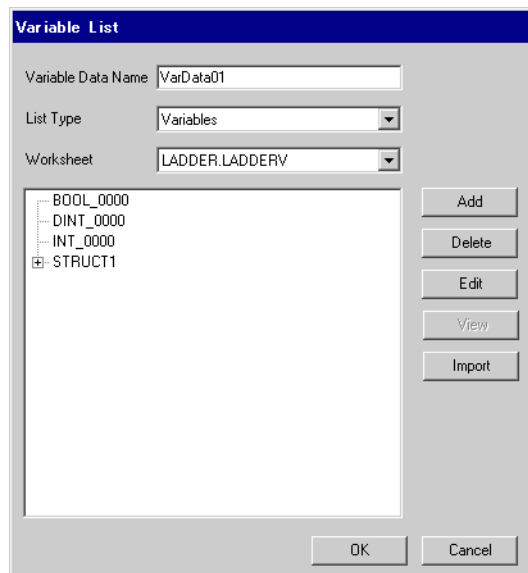 Variable List
Variable Data Name VarData01
List Type Variables
Worksheet LADDER.LADDERV
BOOL_0000
DINT_0000
INT_0000
STRUCT1
Add
Delete
Edit
View
Import
OK Cancel